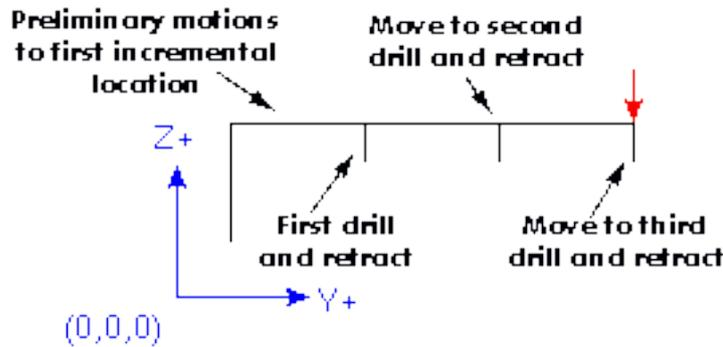 Preliminary motions
to first incremental
location
Move to second
drill and retract
Z+
First drill
and retract
Move to third
drill and retract
Y+
(0,0,0)